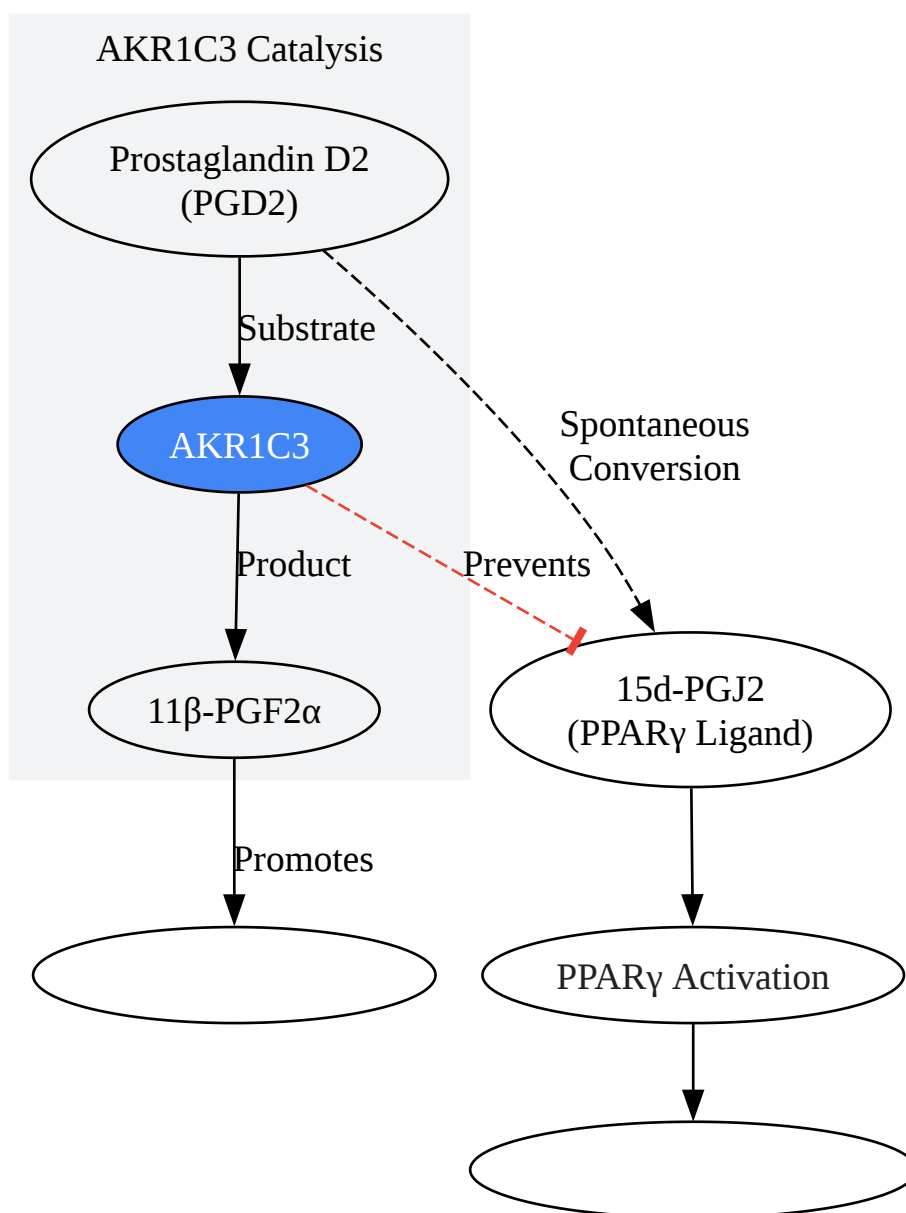 AKR1C3 Catalysis
Prostaglandin D2
(PGD2)
Substrate
AKR1C3
Spontaneous
Conversion
Product
Prevents
11β-PGF2α
15d-PGJ2
(PPARγ Ligand)
Promotes
PPARγ Activation